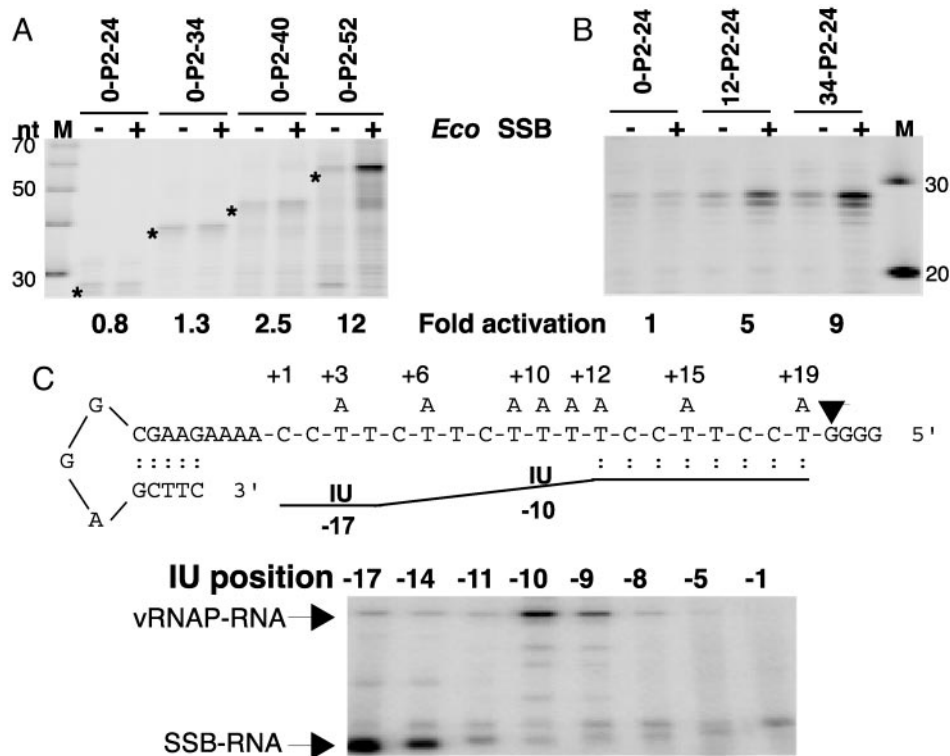 A
0-P2-24 0-P2-34 0-P2-40 0-P2-52
nt M - + - + - + - +
70
50
30
* * * *
0.8 1.3 2.5 12
Eco SSB
Fold activation
B
0-P2-24 12-P2-24 34-P2-24
- + - + - + M
30
20
1 5 9
C
+1 +3 +6 +10 +12 +15 +19
A A A A A A A A
G CGAAGAAAA-C-C-T-T-C-T-T-C-T-T-T-T-C-C-T-C-C-T-GGGG 5'
G ::::: : : : : : : : :
A GCTTC 3' IU IU
-17 -10
IU position -17 -14 -11 -10 -9 -8 -5 -1
vRNAP-RNA
SSB-RNA